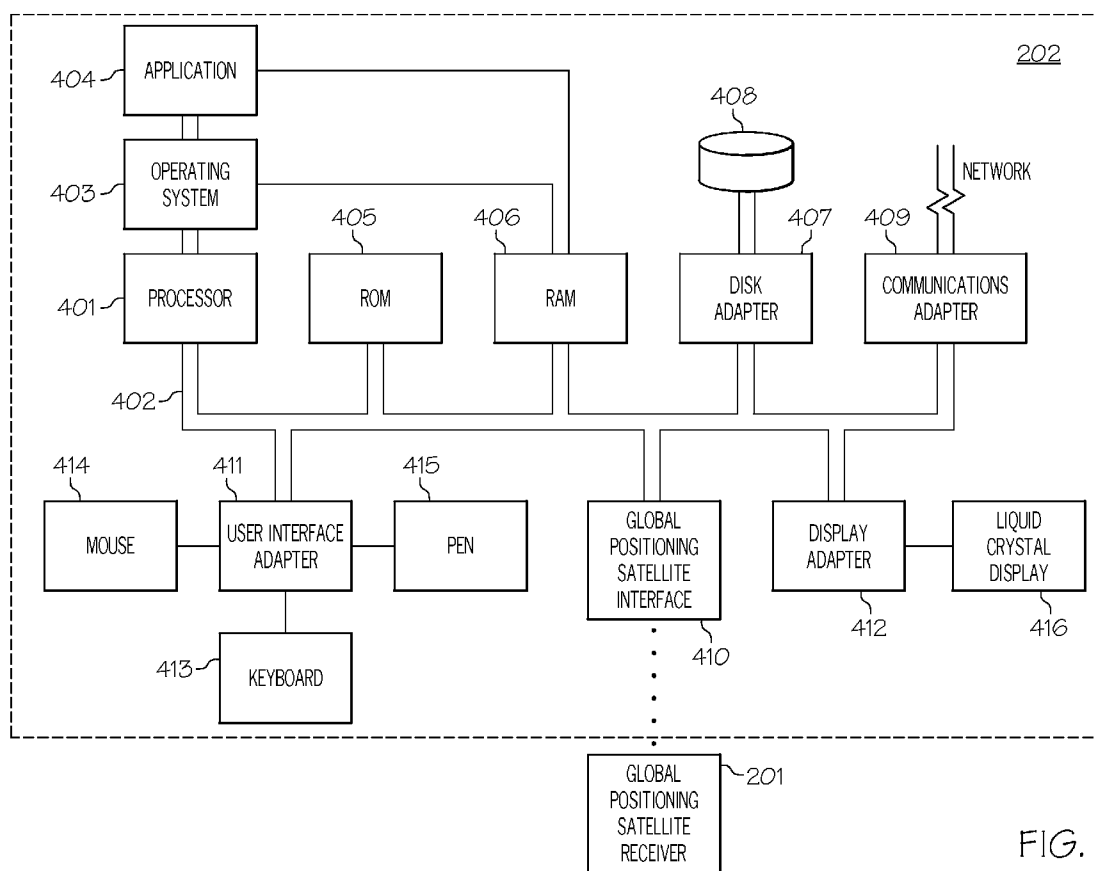 202
404
APPLICATION
408
403
OPERATING
SYSTEM
NETWORK
405
406
407
409
401
PROCESSOR
ROM
RAM
DISK
ADAPTER
COMMUNICATIONS
ADAPTER
402
414
411
415
MOUSE
USER INTERFACE
ADAPTER
PEN
GLOBAL
POSITIONING
SATELLITE
INTERFACE
410
DISPLAY
ADAPTER
412
LIQUID
CRYSTAL
DISPLAY
416
413
KEYBOARD
201
GLOBAL
POSITIONING
SATELLITE
RECEIVER
FIG.